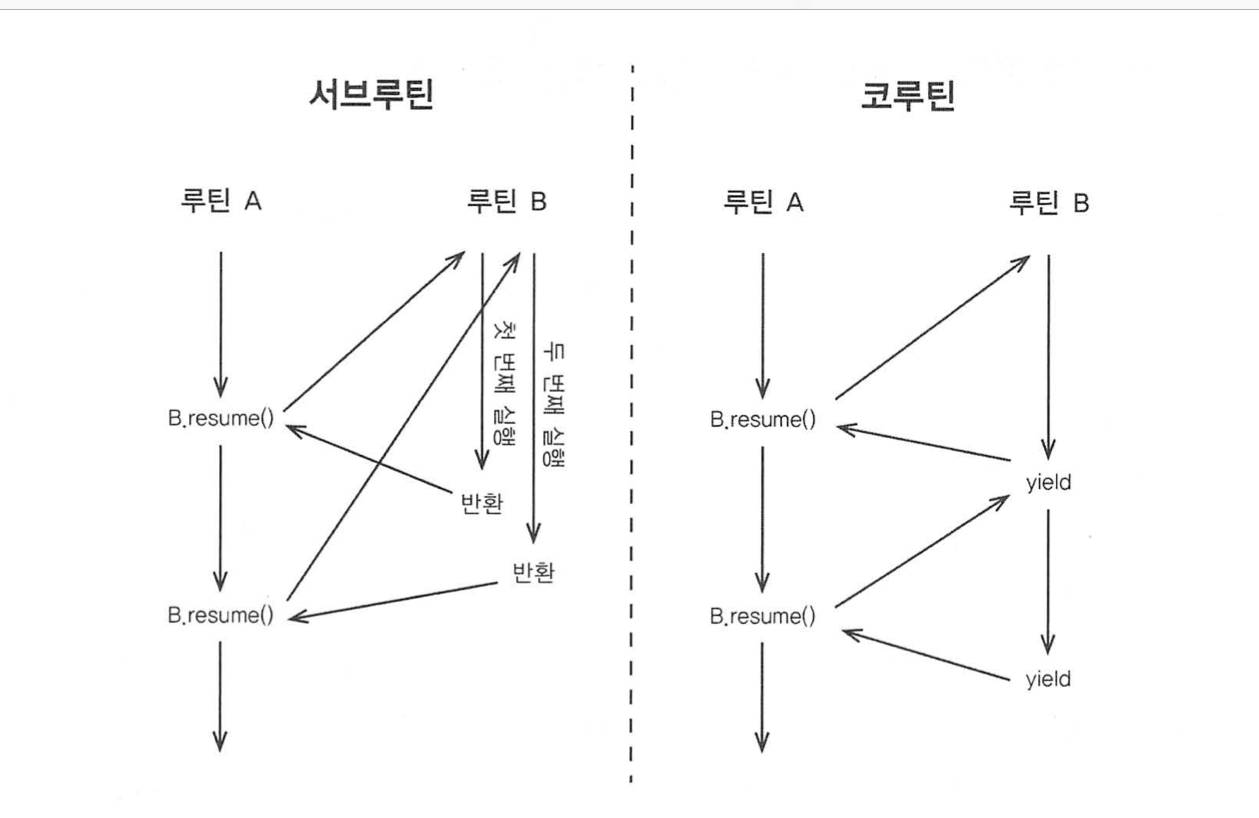 서브루틴
루틴 A
루틴 B
B.resume()
첫 번째 실행
두 번째 실행
반환
반환
B.resume()
코루틴
루틴 A
루틴 B
B.resume()
yield
B.resume()
yield